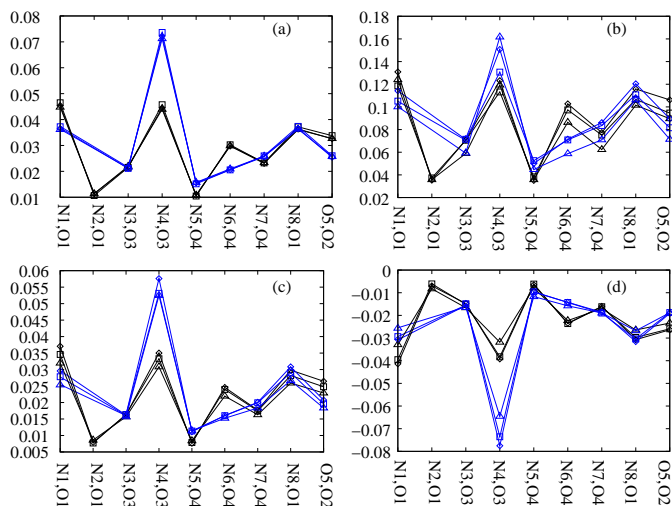 (a)
0.08
0.07
0.06
0.05
0.04
0.03
0.02
0.01
N1,O1
N2,O1
N3,O3
N4,O3
N5,O4
N6,O4
N7,O4
N8,O1
O5,O2
(b)
0.18
0.16
0.14
0.12
0.1
0.08
0.06
0.04
0.02
N1,O1
N2,O1
N3,O3
N4,O3
N5,O4
N6,O4
N7,O4
N8,O1
O5,O2
(c)
0.06
0.055
0.05
0.045
0.04
0.035
0.03
0.025
0.02
0.015
0.01
0.005
N1,O1
N2,O1
N3,O3
N4,O3
N5,O4
N6,O4
N7,O4
N8,O1
O5,O2
(d)
0
−0.01
−0.02
−0.03
−0.04
−0.05
−0.06
−0.07
−0.08
N1,O1
N2,O1
N3,O3
N4,O3
N5,O4
N6,O4
N7,O4
N8,O1
O5,O2